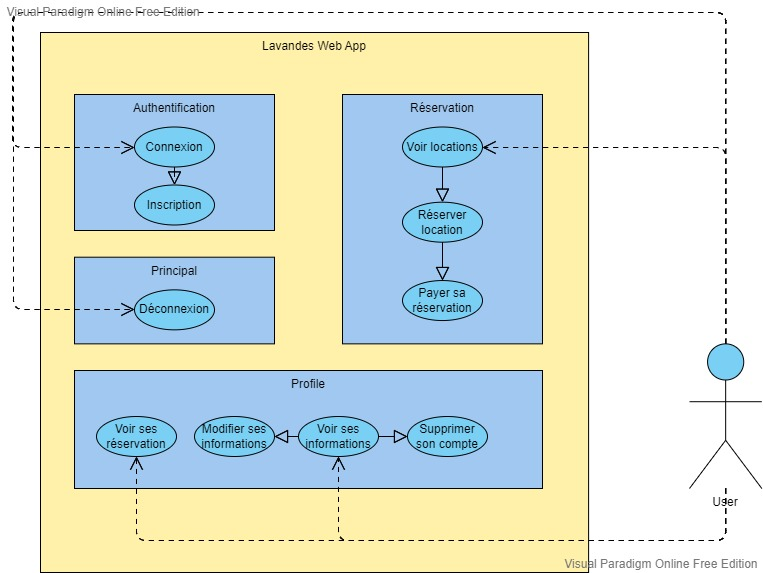 Visual Paradigm Online Free Edition
Lavandes Web App
Authentification
Connexion
Inscription
Réservation
Voir locations
Réserver
location
Payer sa
réservation
Principal
Déconnexion
Profile
Voir ses
réservation
Modifier ses
informations
Voir ses
informations
Supprimer
son compte
User
Visual Paradigm Online Free Edition